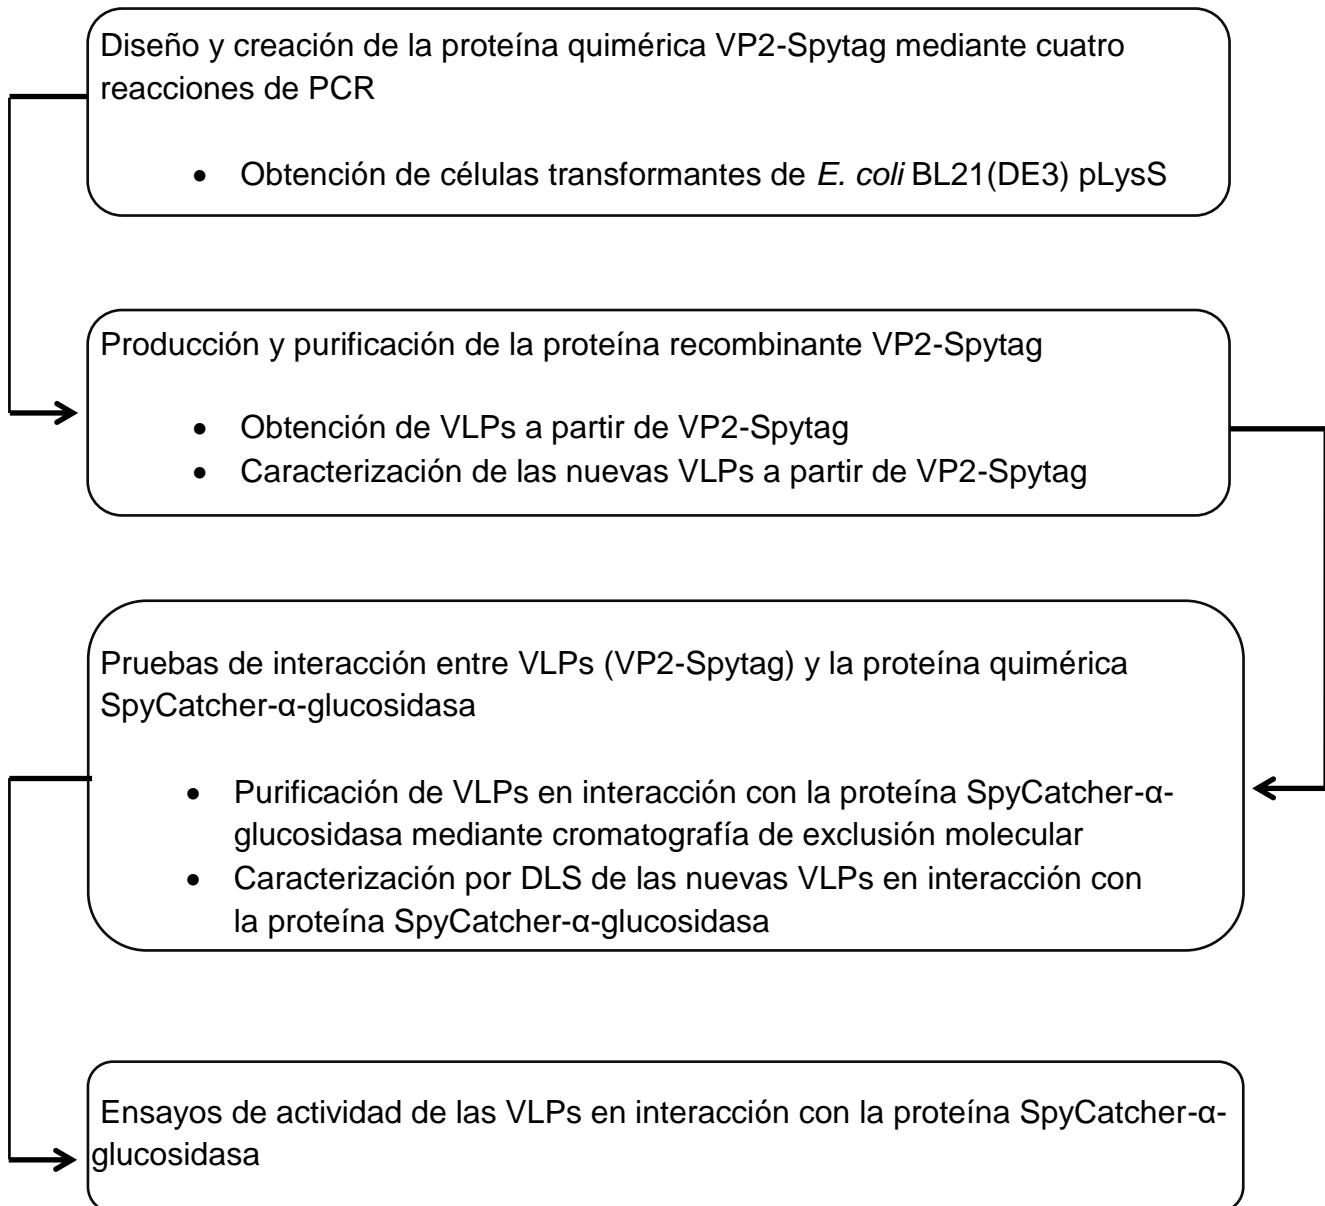 Diseño y creación de la proteína quimérica VP2-Spytag mediante cuatro
reacciones de PCR
• Obtención de células transformantes de E. coli BL21(DE3) pLysS
Producción y purificación de la proteína recombinante VP2-Spytag
• Obtención de VLPs a partir de VP2-Spytag
• Caracterización de las nuevas VLPs a partir de VP2-Spytag
Pruebas de interacción entre VLPs (VP2-Spytag) y la proteína quimérica
SpyCatcher-α-glucosidasa
• Purificación de VLPs en interacción con la proteína SpyCatcher-α-
glucosidasa mediante cromatografía de exclusión molecular
• Caracterización por DLS de las nuevas VLPs en interacción con
la proteína SpyCatcher-α-glucosidasa
Ensayos de actividad de las VLPs en interacción con la proteína SpyCatcher-α-
glucosidasa